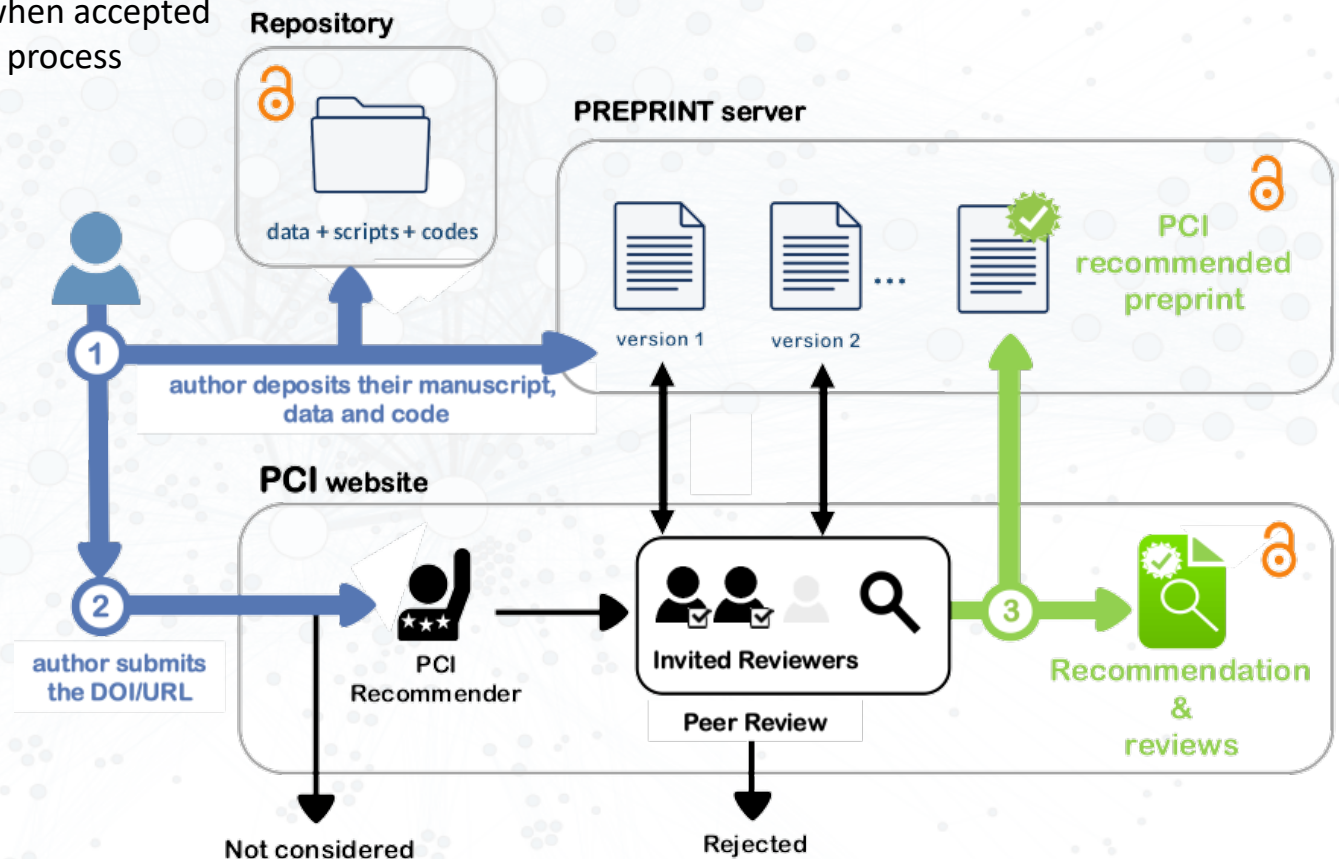 when accepted
process
Repository
data + scripts + codes
PREPRINT server
version 1
version 2
...
PCI
recommended
preprint
1
author deposits their manuscript,
data and code
PCI website
2
author submits
the DOI/URL
PCI
Recommender
Invited Reviewers
Peer Review
3
Recommendation
&
reviews
Not considered
Rejected